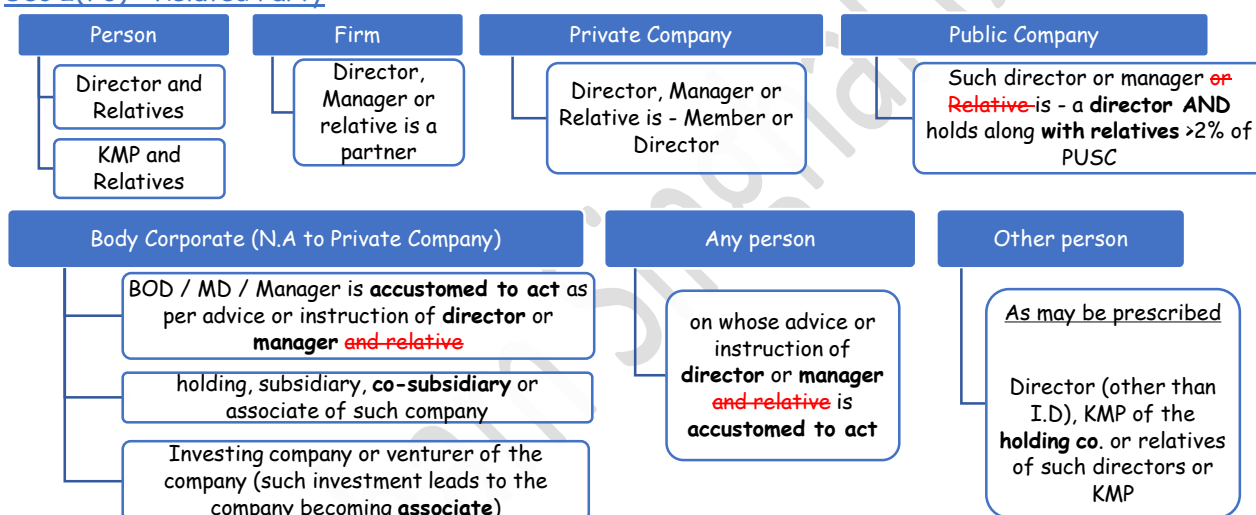 Sec 2(76) - Related Party
Person
Director and
Relatives
KMP and
Relatives
Firm
Director,
Manager or
relative is a
partner
Private Company
Director, Manager or
Relative is - Member or
Director
Public Company
Such director or manager or
Relative is - a director AND
holds along with relatives >2% of
PUSC
Body Corporate (N.A to Private Company)
BOD / MD / Manager is accustomed to act as
per advice or instruction of director or
manager and relative
holding, subsidiary, co-subsidiary or
associate of such company
Investing company or venturer of the
company (such investment leads to the
company becoming associate)
Any person
on whose advice or
instruction of
director or manager
and relative is
accustomed to act
Other person
As may be prescribed
Director (other than
I.D), KMP of the
holding co. or relatives
of such directors or
KMP